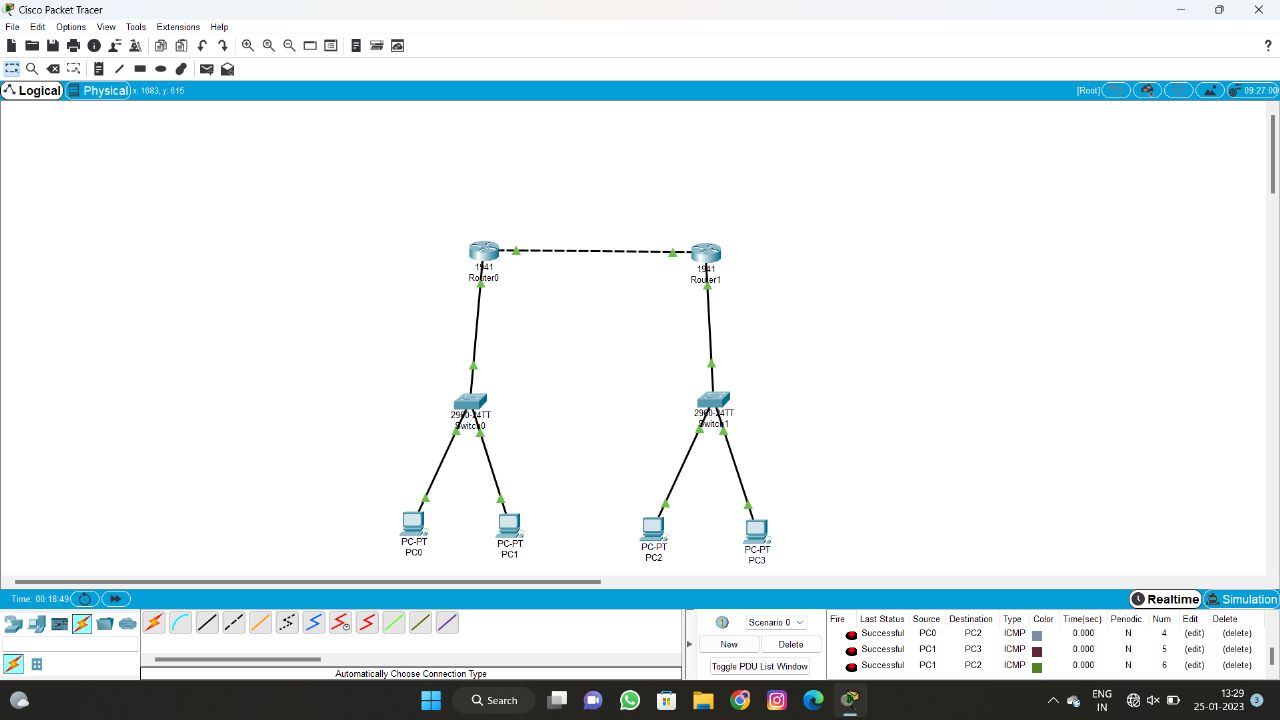 Cisco Packet Tracer
File Edit Options View Tools Extensions Help
?
Logical Physical x: 1683, y: 615 [Root] 09:27:00
1941
Router0
1941
Router1
2960-24TT
Switch0
2960-24TT
Switch1
PC-PT
PC0
PC-PT
PC1
PC-PT
PC2
PC-PT
PC3
Time: 00:18:49 Realtime Simulation
Scenario 0
New Delete
Toggle PDU List Window
Fire Last Status Source Destination Type Color Time(sec) Periodic Num Edit Delete
Successful PC0 PC2 ICMP 0.000 N 4 (edit) (delete)
Successful PC1 PC3 ICMP 0.000 N 5 (edit) (delete)
Successful PC1 PC2 ICMP 0.000 N 6 (edit) (delete)
Automatically Choose Connection Type
Search
ENG
IN
13:29
25-01-2023
3